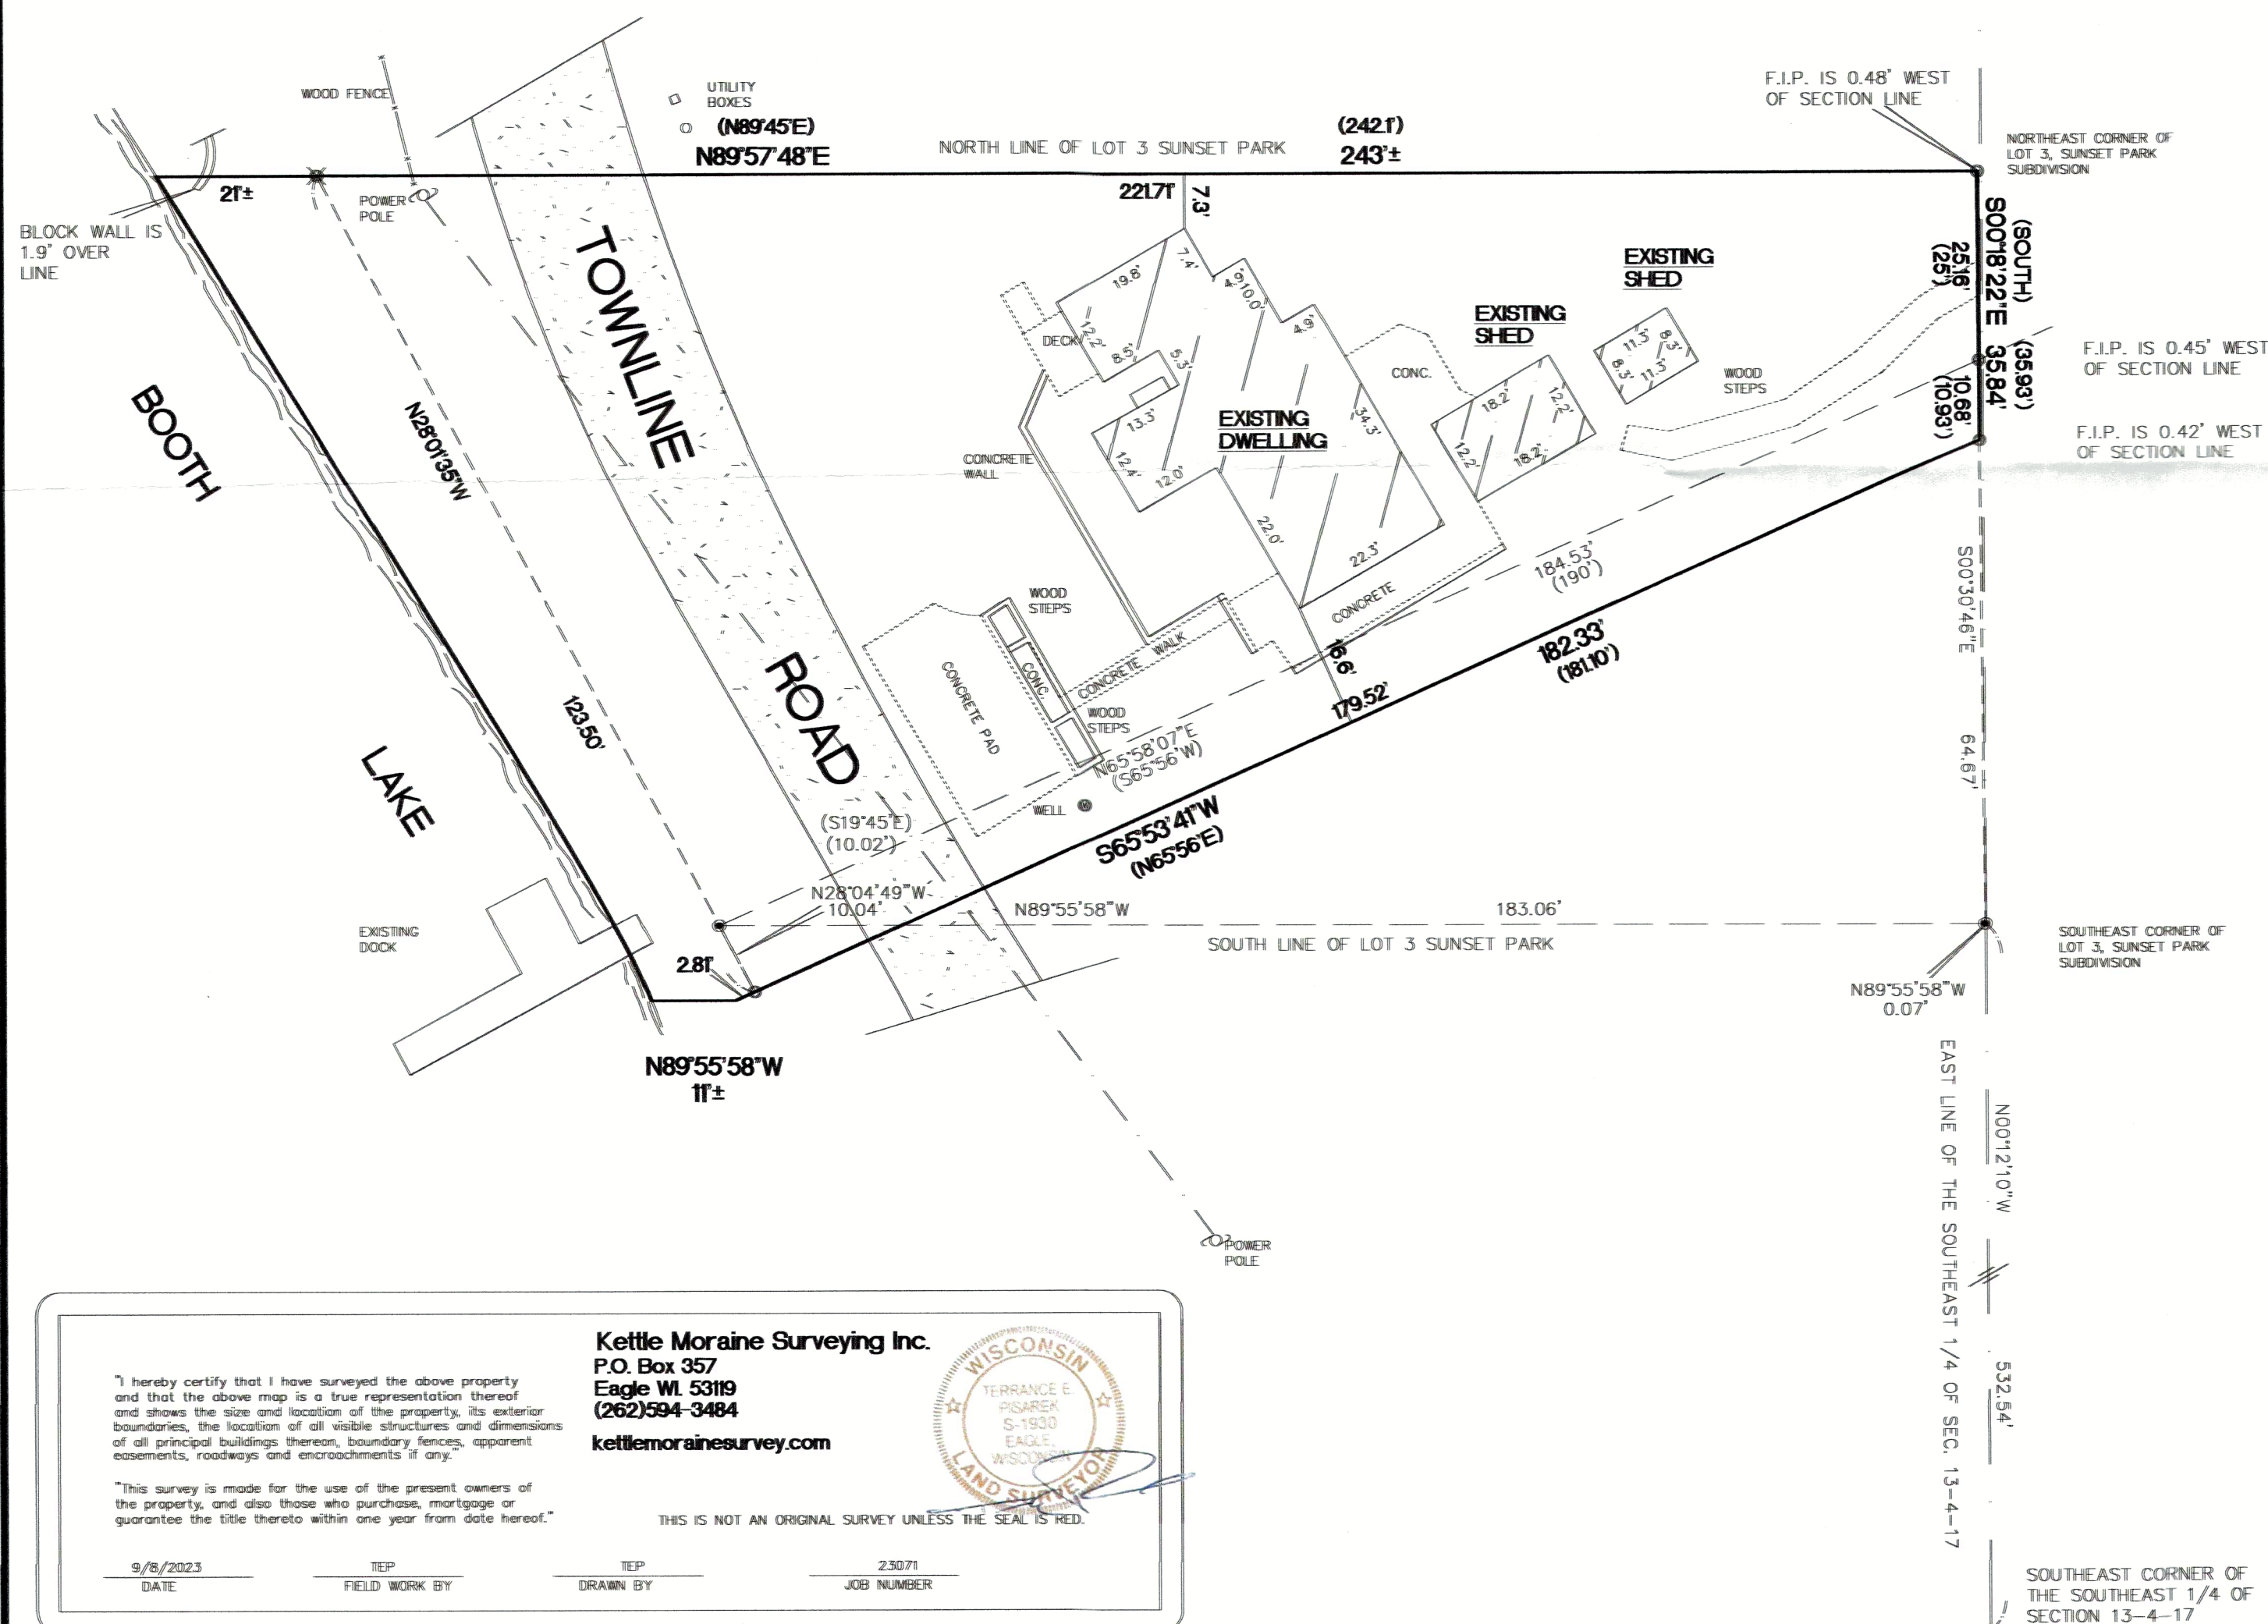 WOOD FENCE
UTILITY
BOXES
(N89°45'E)
N89°57'48"E
NORTH LINE OF LOT 3 SUNSET PARK
(242.1')
243'±
F.I.P. IS 0.48' WEST
OF SECTION LINE
NORTHEAST CORNER OF
LOT 3, SUNSET PARK
SUBDIVISION
21'±
POWER
POLE
221.71'
7.3'
BLOCK WALL IS
1.9' OVER
LINE
(SOUTH)
S00°18'22"E
25.16'
(25')
(35.93')
35.84'
10.68'
(10.93')
F.I.P. IS 0.45' WEST
OF SECTION LINE
F.I.P. IS 0.42' WEST
OF SECTION LINE
TOWNLINE
ROAD
BOOTH
LAKE
N28°01'35"W
123.50'
EXISTING
SHED
EXISTING
SHED
19.8'
7.4'
4.9'
10.0'
4.9'
DECK
12.2'
8.5'
5.3'
13.3'
12.4'
12.0'
EXISTING
DWELLING
34.3'
22.0'
22.3'
CONC.
18.2'
12.2'
12.2'
18.2'
11.3'
8.3'
8.3'
11.3'
WOOD
STEPS
CONCRETE
WALL
WOOD
STEPS
CONCRETE
184.53'
(190')
S00°30'46"E
64.67'
CONCRETE PAD
CONC.
CONCRETE WALK
WOOD
STEPS
16.6'
179.52'
182.33'
(181.10')
N65°58'07"E
(S65°56'W)
WELL
(S19°45'E)
(10.02')
S65°53'41"W
(N65°56'E)
N28°04'49"W
10.04'
N89°55'58"W
183.06'
SOUTH LINE OF LOT 3 SUNSET PARK
EXISTING
DOCK
2.81'
SOUTHEAST CORNER OF
LOT 3, SUNSET PARK
SUBDIVISION
N89°55'58"W
0.07'
N89°55'58"W
11'±
EAST LINE OF THE SOUTHEAST 1/4 OF SEC. 13-4-17
N00°12'10"W
532.54'
POWER
POLE
SOUTHEAST CORNER OF
THE SOUTHEAST 1/4 OF
SECTION 13-4-17
"I hereby certify that I have surveyed the above property
and that the above map is a true representation thereof
and shows the size and location of the property, its exterior
boundaries, the location of all visible structures and dimensions
of all principal buildings thereon, boundary fences, apparent
easements, roadways and encroachments if any."
"This survey is made for the use of the present owners of
the property, and also those who purchase, mortgage or
guarantee the title thereto within one year from date hereof."
Kettle Moraine Surveying Inc.
P.O. Box 357
Eagle WI. 53119
(262)594-3484
kettlemorainesurvey.com
WISCONSIN
TERRANCE E.
PISAREK
S-1930
EAGLE,
WISCONSIN
LAND SURVEYOR
THIS IS NOT AN ORIGINAL SURVEY UNLESS THE SEAL IS RED.
9/8/2023
DATE
TEP
FIELD WORK BY
TEP
DRAWN BY
23071
JOB NUMBER